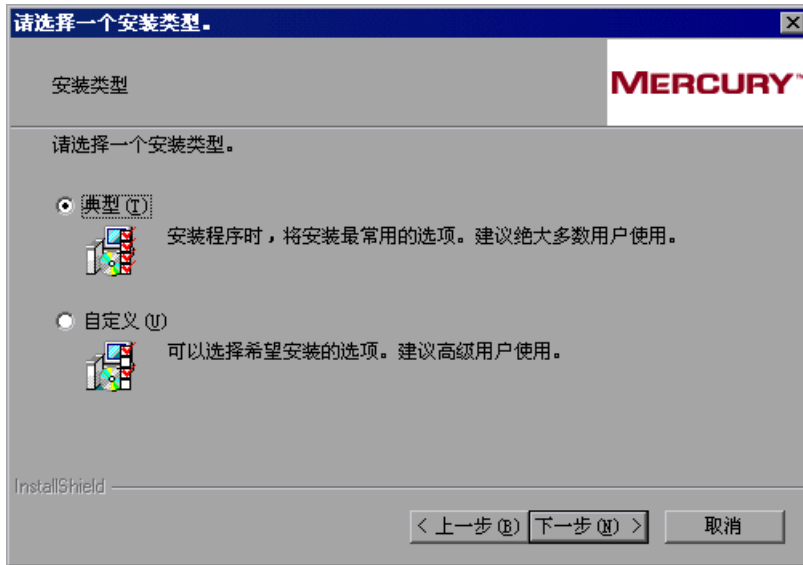 请选择一个安装类型。
安装类型
MERCURY™
请选择一个安装类型。
典型(T)
安装程序时，将安装最常用的选项。建议绝大多数用户使用。
自定义(U)
可以选择希望安装的选项。建议高级用户使用。
InstallShield
< 上一步(B) 下一步(N) > 取消